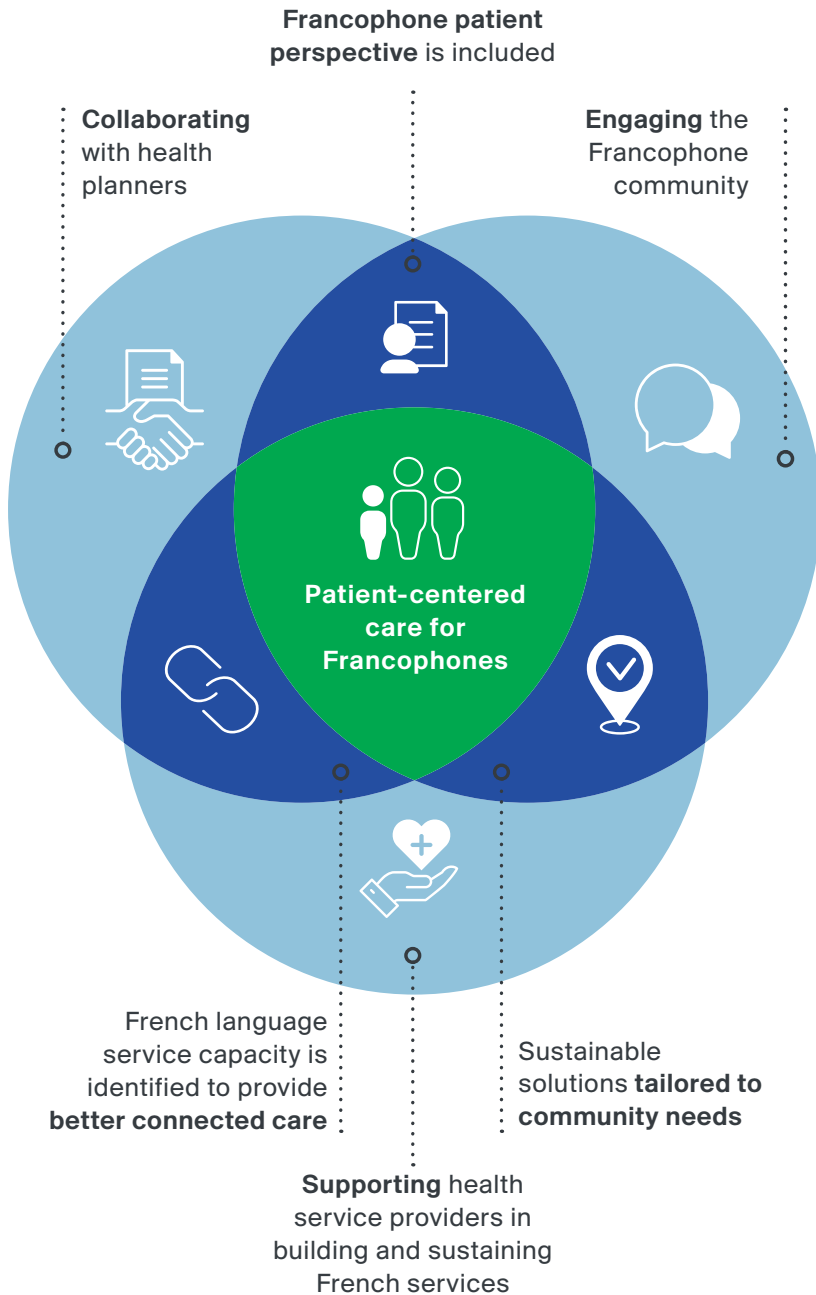 Francophone patient
perspective is included
Collaborating
with health
planners
Engaging the
Francophone
community
Patient-centered
care for
Francophones
French language
service capacity is
identified to provide
better connected care
Sustainable
solutions tailored to
community needs
Supporting health
service providers in
building and sustaining
French services